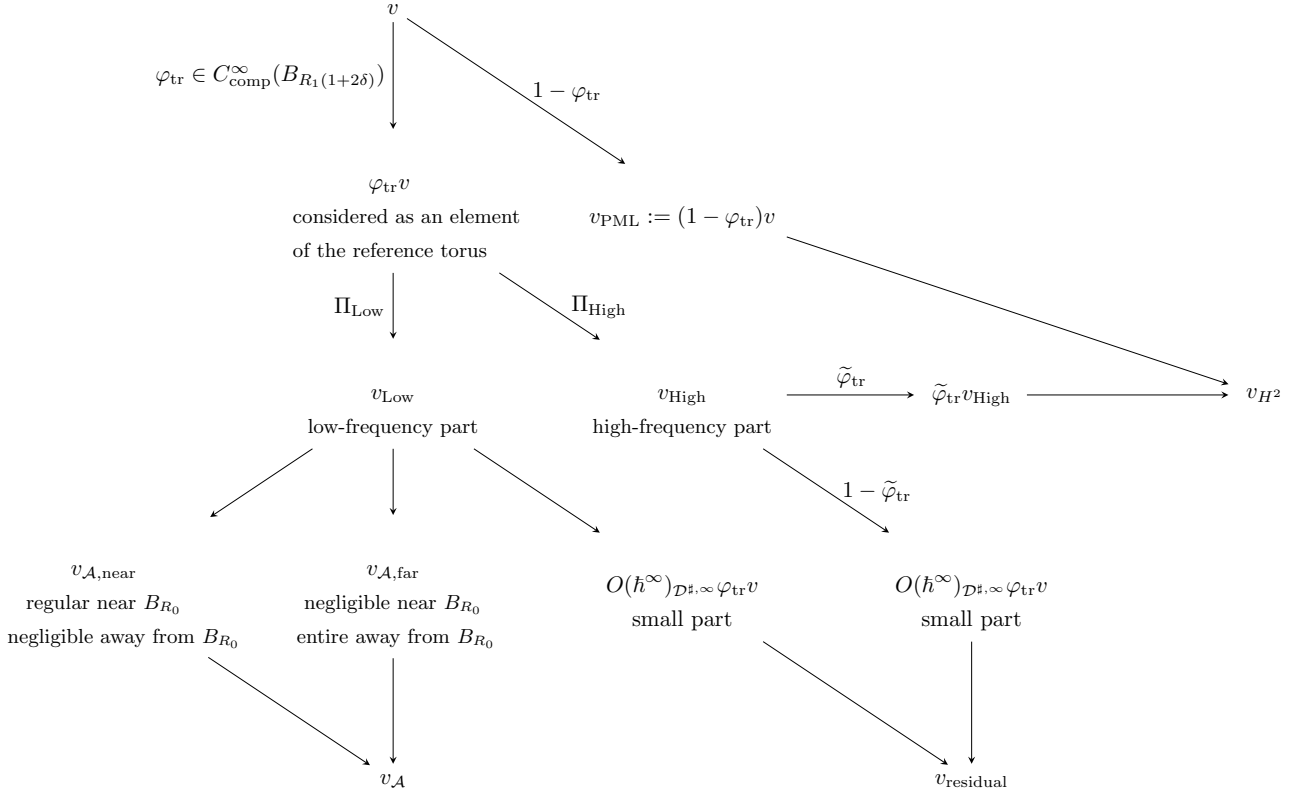 v
φ_tr ∈ C^∞_comp(B_{R_1(1+2δ)})
1 − φ_tr
φ_tr v
considered as an element
of the reference torus
v_PML := (1 − φ_tr)v
Π_Low
Π_High
v_Low
low-frequency part
v_High
high-frequency part
φ̃_tr
φ̃_tr v_High
v_{H^2}
1 − φ̃_tr
v_{𝒜,near}
regular near B_{R_0}
negligible away from B_{R_0}
v_{𝒜,far}
negligible near B_{R_0}
entire away from B_{R_0}
O(ℏ^∞)_{𝒟^{♯,∞}} φ_tr v
small part
O(ℏ^∞)_{𝒟^{♯,∞}} φ_tr v
small part
v_𝒜
v_residual